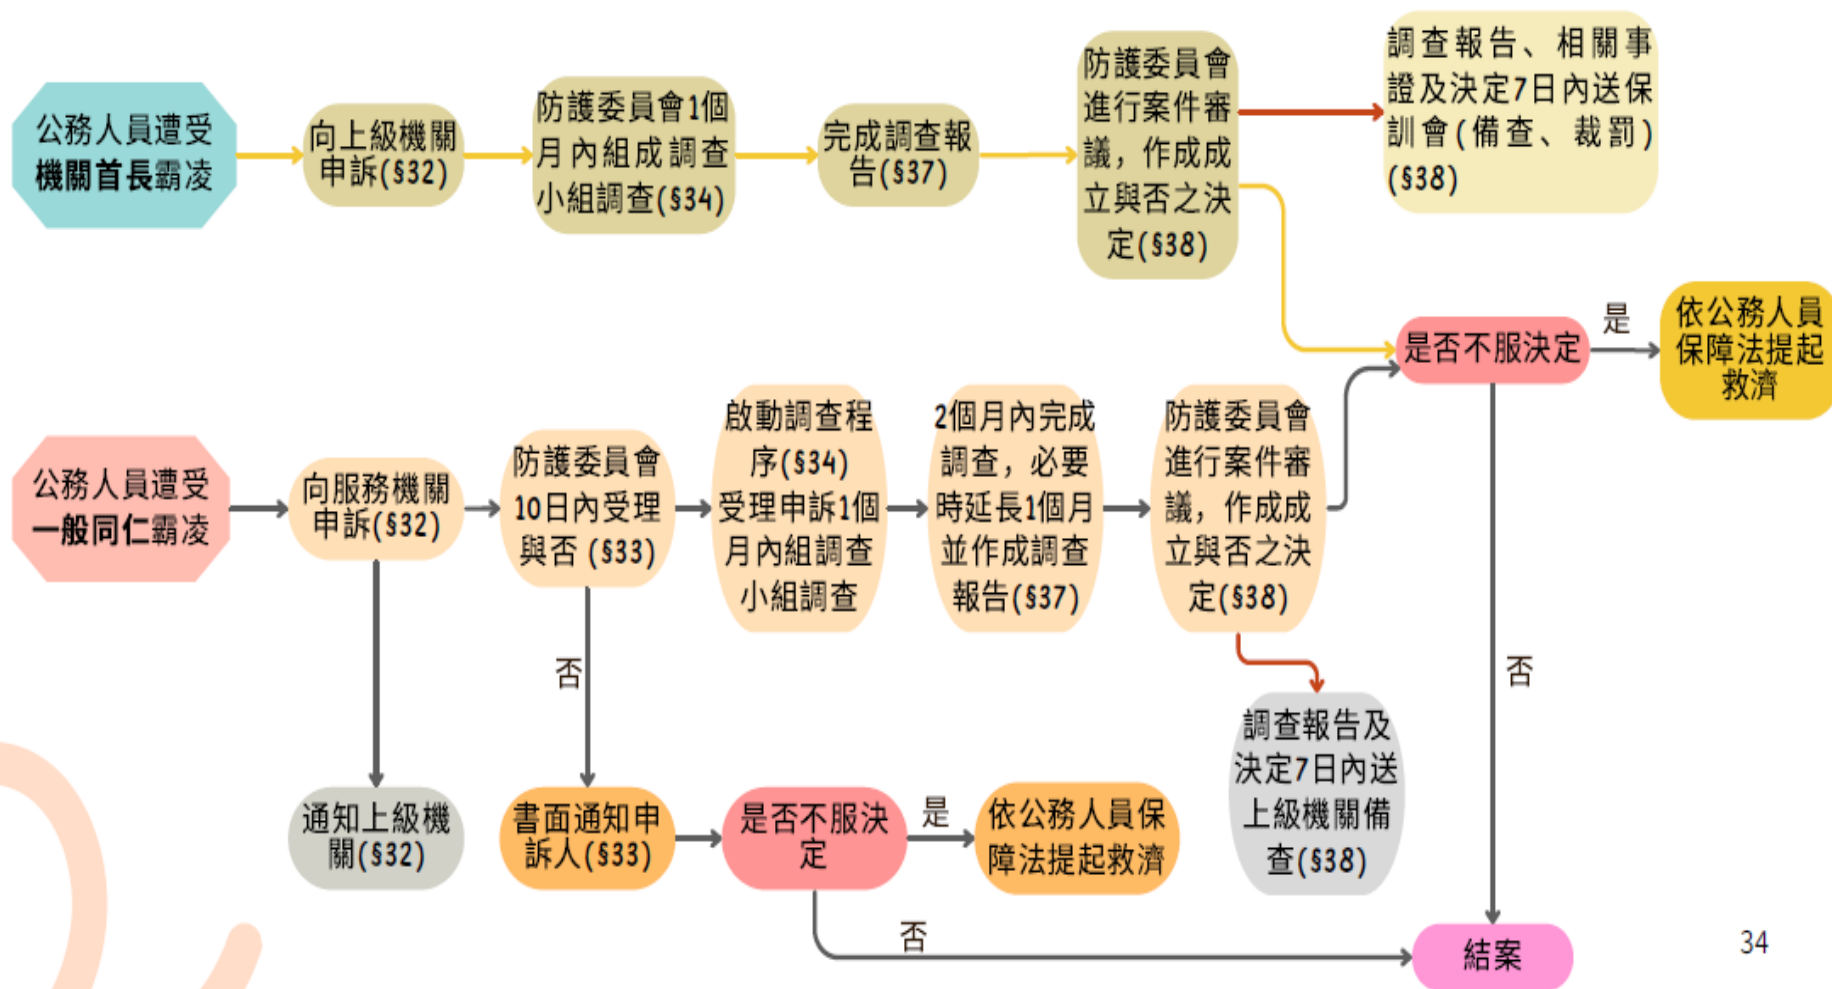 公務人員遭受
機關首長霸凌
向上級機關
申訴(§32)
防護委員會1個
月內組成調查
小組調查(§34)
完成調查報
告(§37)
防護委員會
進行案件審
議，作成成
立與否之決
定(§38)
調查報告、相關事
證及決定7日內送保
訓會(備查、裁罰)
(§38)
是否不服決定
是
依公務人員
保障法提起
救濟
公務人員遭受
一般同仁霸凌
向服務機關
申訴(§32)
防護委員會
10日內受理
與否 (§33)
啟動調查程
序(§34)
受理申訴1個
月內組調查
小組調查
2個月內完成
調查，必要
時延長1個月
並作成調查
報告(§37)
防護委員會
進行案件審
議，作成成
立與否之決
定(§38)
否
否
通知上級機
關(§32)
書面通知申
訴人(§33)
是否不服決
定
是
依公務人員保
障法提起救濟
調查報告及
決定7日內送
上級機關備
查(§38)
否
結案
34